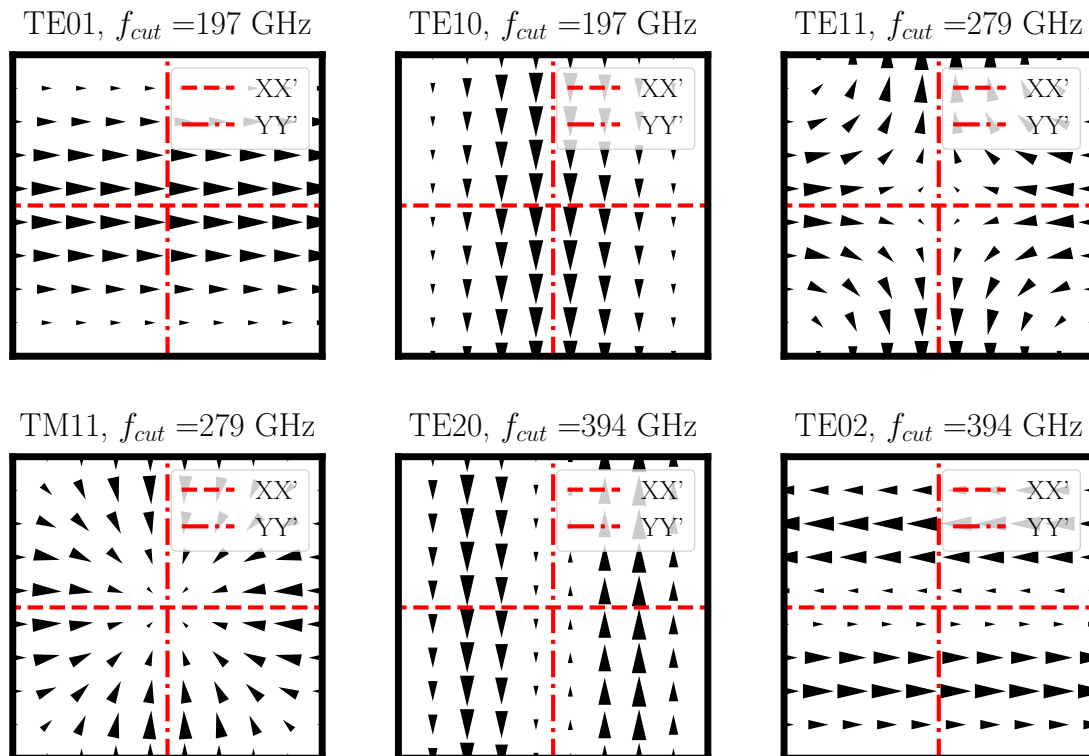 TE01, f_cut =197 GHz
XX'
YY'
TE10, f_cut =197 GHz
XX'
YY'
TE11, f_cut =279 GHz
XX'
YY'
TM11, f_cut =279 GHz
XX'
YY'
TE20, f_cut =394 GHz
XX'
YY'
TE02, f_cut =394 GHz
XX'
YY'